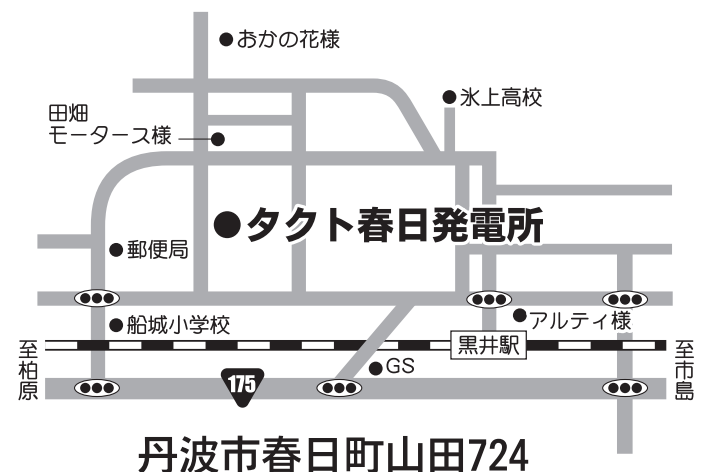 おかの花様
氷上高校
田畑
モータース様
タクト春日発電所
郵便局
船城小学校
アルティ様
黒井駅
至柏原
至市島
GS
175
丹波市春日町山田724